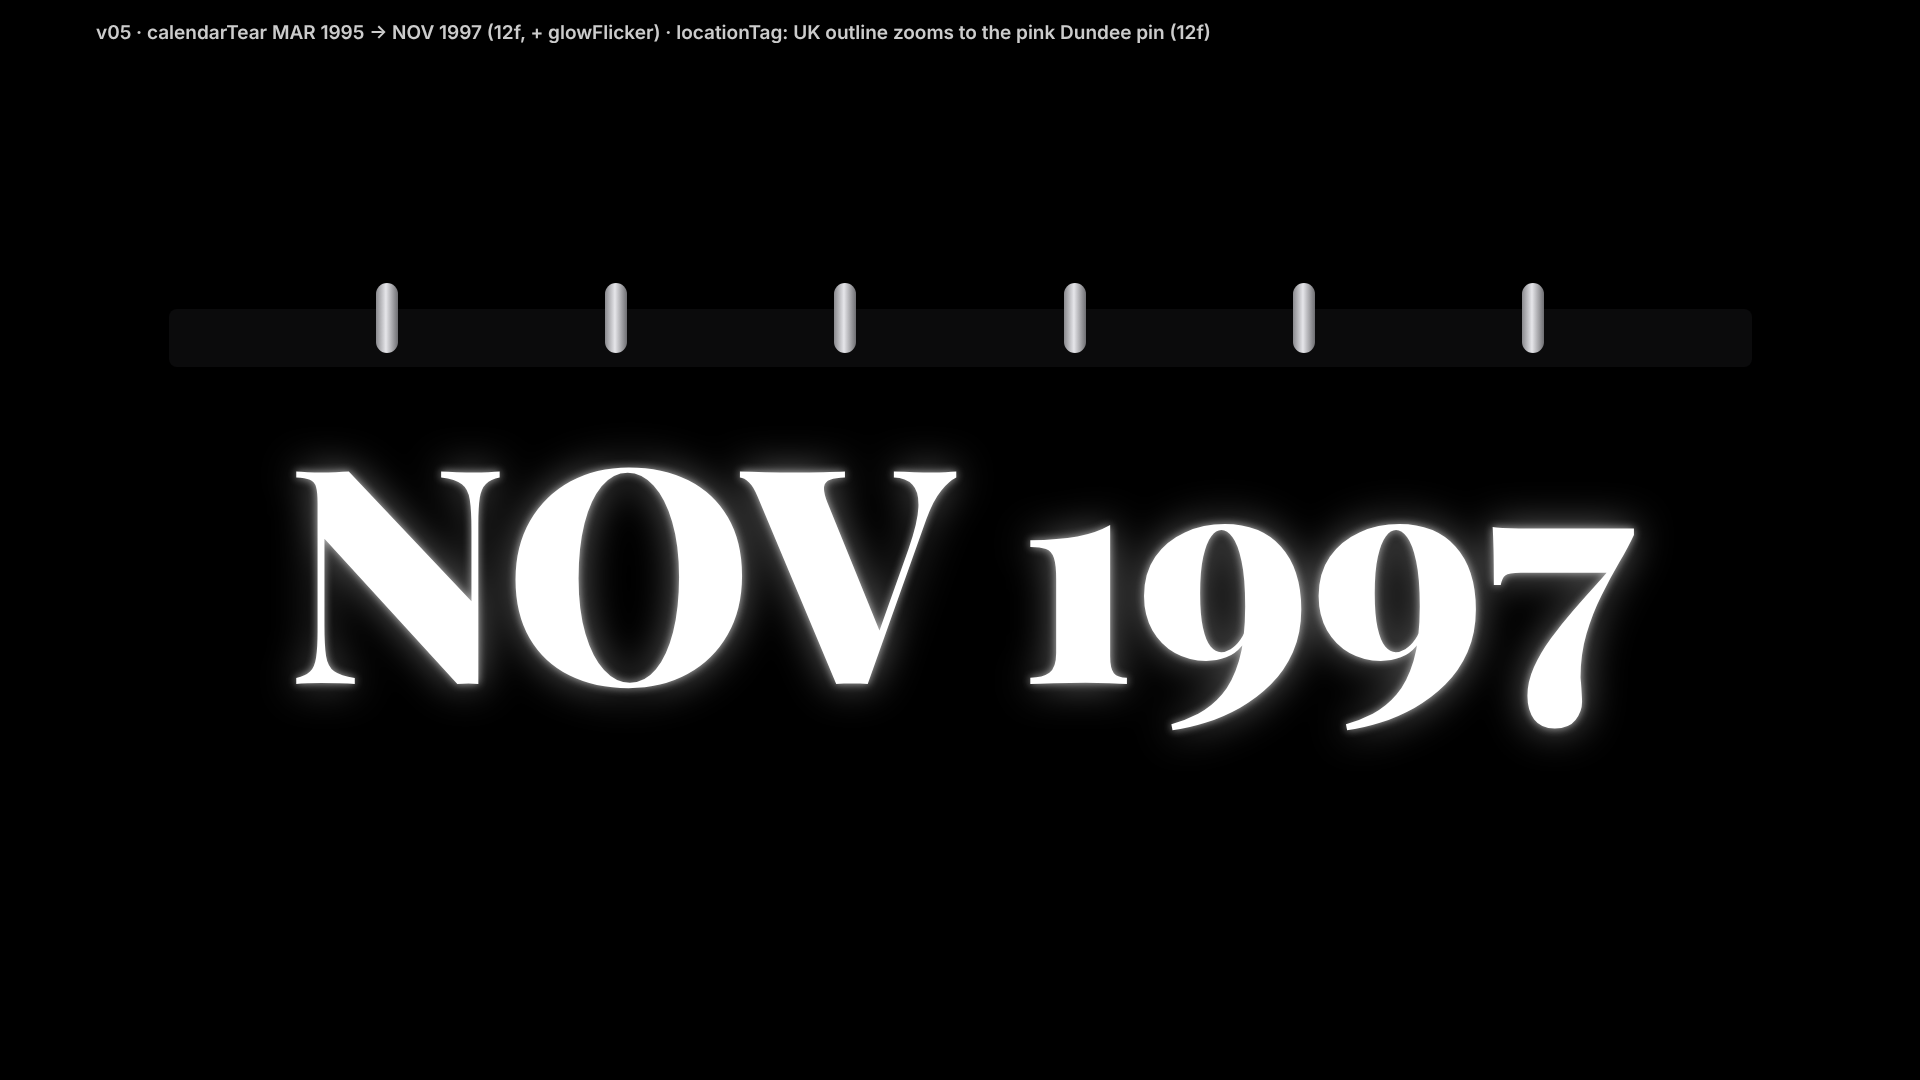 v05 · calendarTear MAR 1995 → NOV 1997 (12f, + glowFlicker) · locationTag: UK outline zooms to the pink Dundee pin (12f)
NOV 1997